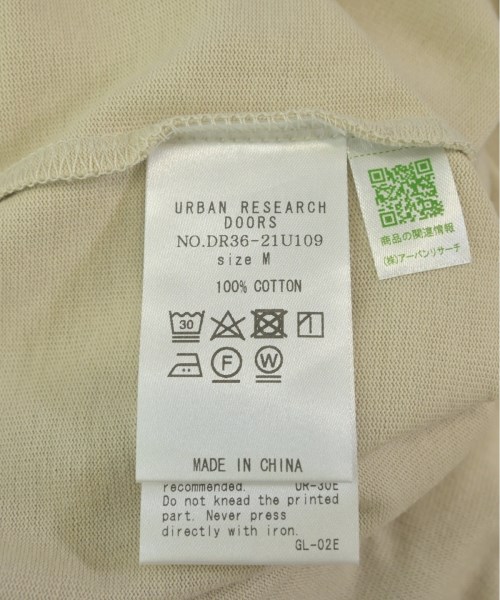 URBAN RESEARCH
DOORS
NO.DR36-21U109
size M
100% COTTON
30
F
W
MADE IN CHINA
recommended. UR-30E
Do not knead the printed
part. Never press
directly with iron.
GL-02E
商品の関連情報
(株)アーバンリサーチ